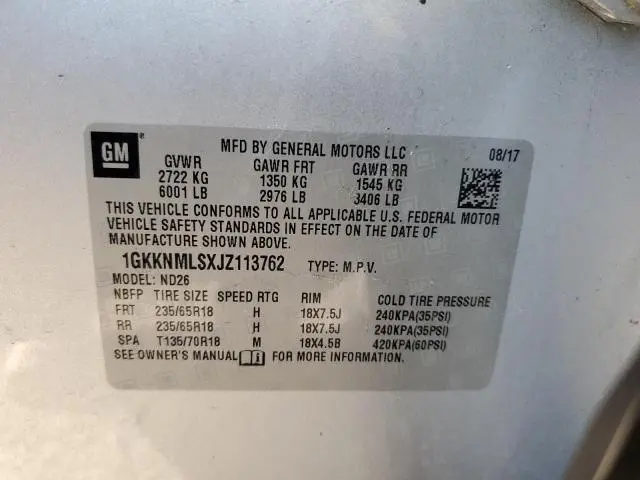 GM ®
MFD BY GENERAL MOTORS LLC 08/17
GVWR GAWR FRT GAWR RR
2722 KG 1350 KG 1545 KG
6001 LB 2976 LB 3406 LB
THIS VEHICLE CONFORMS TO ALL APPLICABLE U.S. FEDERAL MOTOR
VEHICLE SAFETY STANDARDS IN EFFECT ON THE DATE OF
MANUFACTURE SHOWN ABOVE.
1GKKNMLSXJZ113762 TYPE: M.P.V.
MODEL: ND26
NBFP TIRE SIZE SPEED RTG RIM COLD TIRE PRESSURE
FRT 235/65R18 H 18X7.5J 240KPA(35PSI)
RR 235/65R18 H 18X7.5J 240KPA(35PSI)
SPA T135/70R18 M 18X4.5B 420KPA(60PSI)
SEE OWNER'S MANUAL FOR MORE INFORMATION.